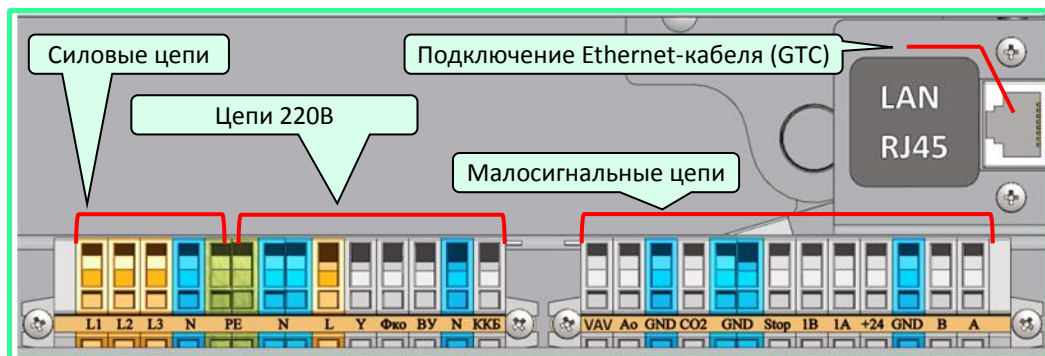 Силовые цепи
Подключение Ethernet-кабеля (GTC)
Цепи 220В
LAN
RJ45
Малосигнальные цепи
L1 L2 L3 N PE N L Y Фко ВУ N ККБ
VAV Ao GND CO2 GND Stop 1B 1A +24 GND B A